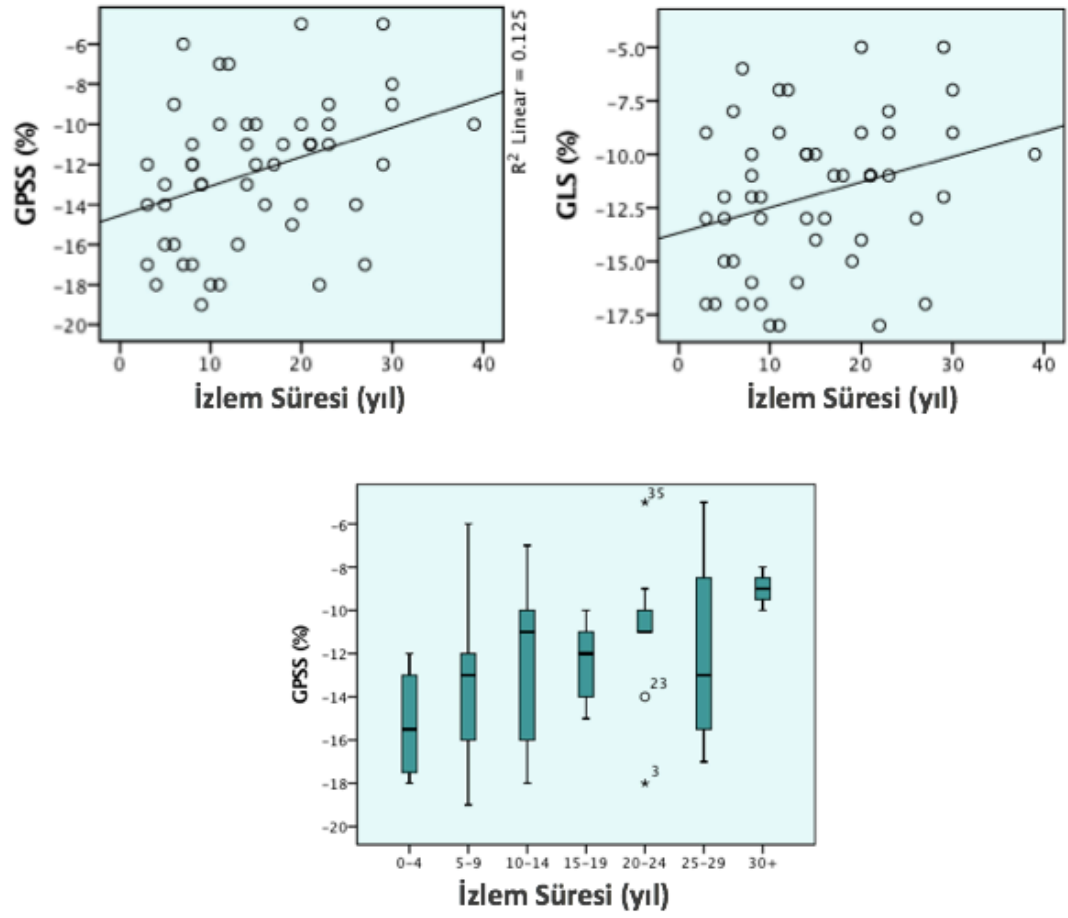 GPSS (%)
-6
-8
-10
-12
-14
-16
-18
-20
0 10 20 30 40
İzlem Süresi (yıl)
R² Linear = 0.125
GLS (%)
-5.0
-7.5
-10.0
-12.5
-15.0
-17.5
0 10 20 30 40
İzlem Süresi (yıl)
GPSS (%)
-6
-8
-10
-12
-14
-16
-18
-20
35
23
3
0-4 5-9 10-14 15-19 20-24 25-29 30+
İzlem Süresi (yıl)